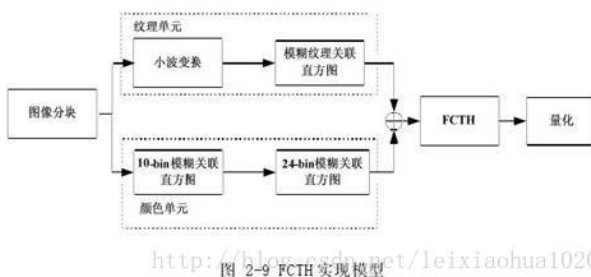 纹理单元
小波变换
模糊纹理关联
直方图
图像分块
FCTH
量化
10-bin模糊关联
直方图
24-bin模糊关联
直方图
颜色单元
http://blog.csdn.net/leixiaohua1020
图 2-9 FCTH 实现模型